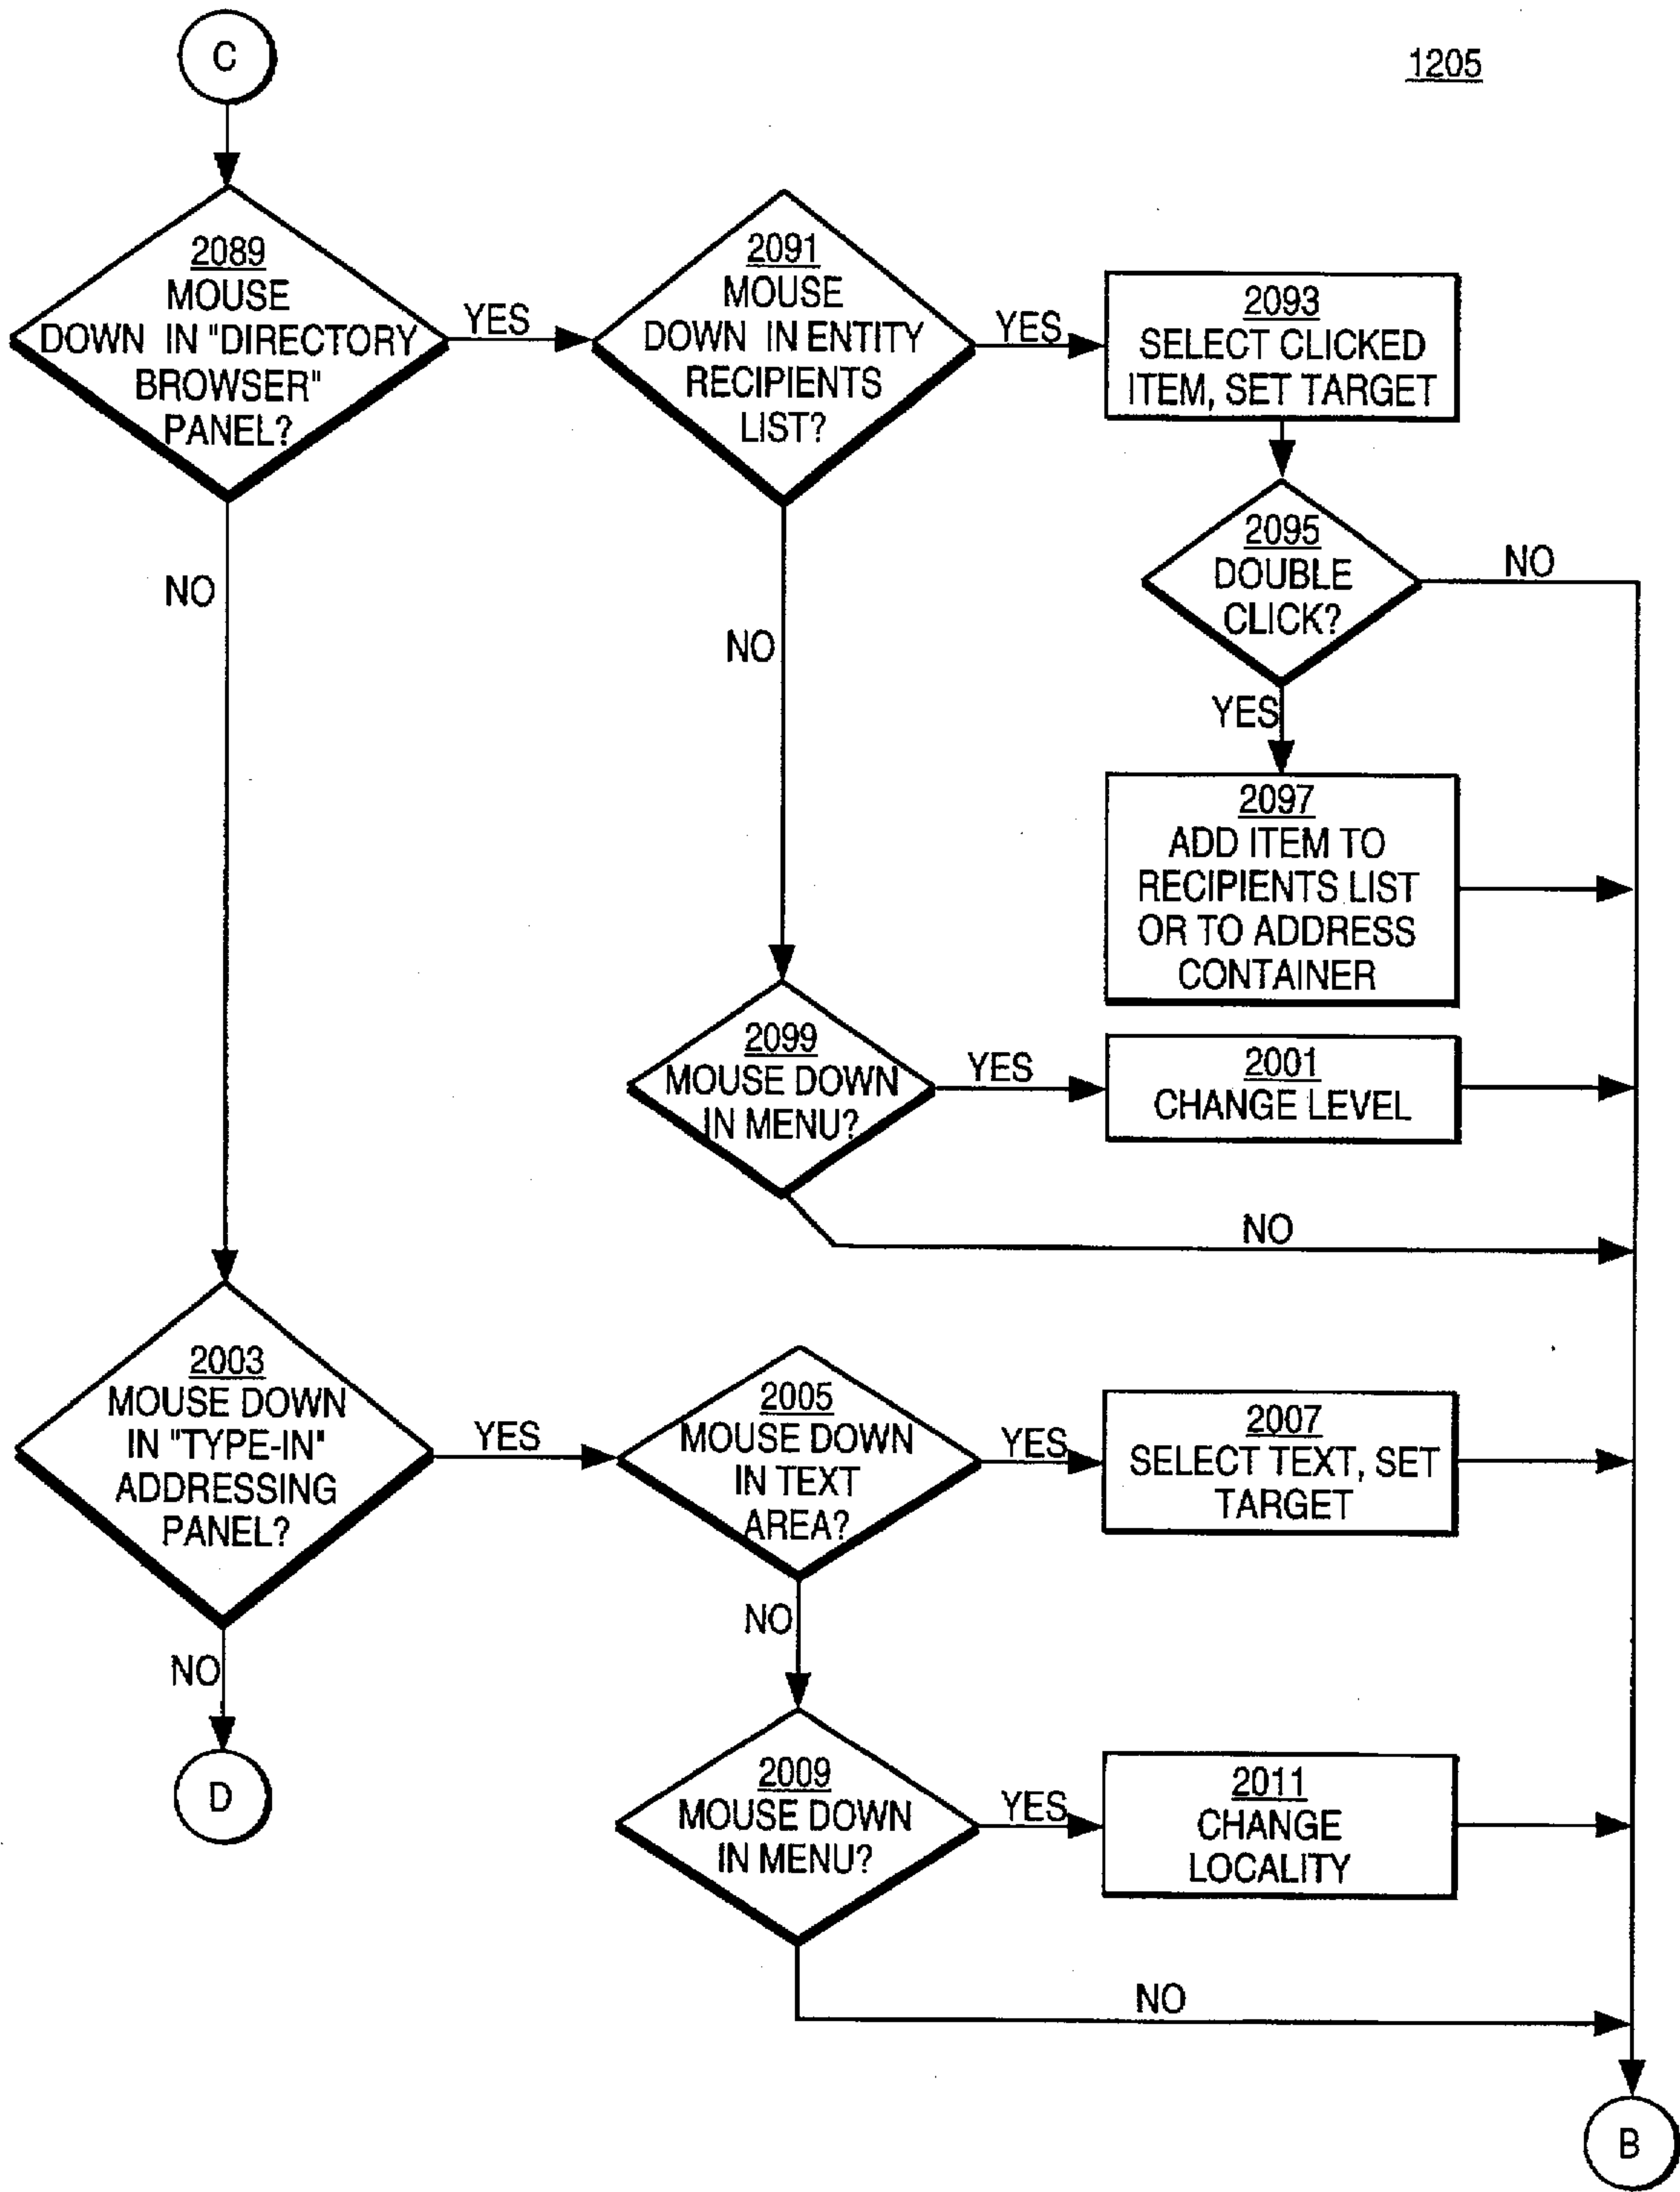 C
1205
2089
MOUSE
DOWN IN "DIRECTORY
BROWSER"
PANEL?
YES
NO
2091
MOUSE
DOWN IN ENTITY
RECIPIENTS
LIST?
YES
NO
2093
SELECT CLICKED
ITEM, SET TARGET
2095
DOUBLE
CLICK?
NO
YES
2097
ADD ITEM TO
RECIPIENTS LIST
OR TO ADDRESS
CONTAINER
2099
MOUSE DOWN
IN MENU?
YES
NO
2001
CHANGE LEVEL
2003
MOUSE DOWN
IN "TYPE-IN"
ADDRESSING
PANEL?
YES
NO
2005
MOUSE DOWN
IN TEXT
AREA?
YES
NO
2007
SELECT TEXT, SET
TARGET
D
2009
MOUSE DOWN
IN MENU?
YES
NO
2011
CHANGE
LOCALITY
B